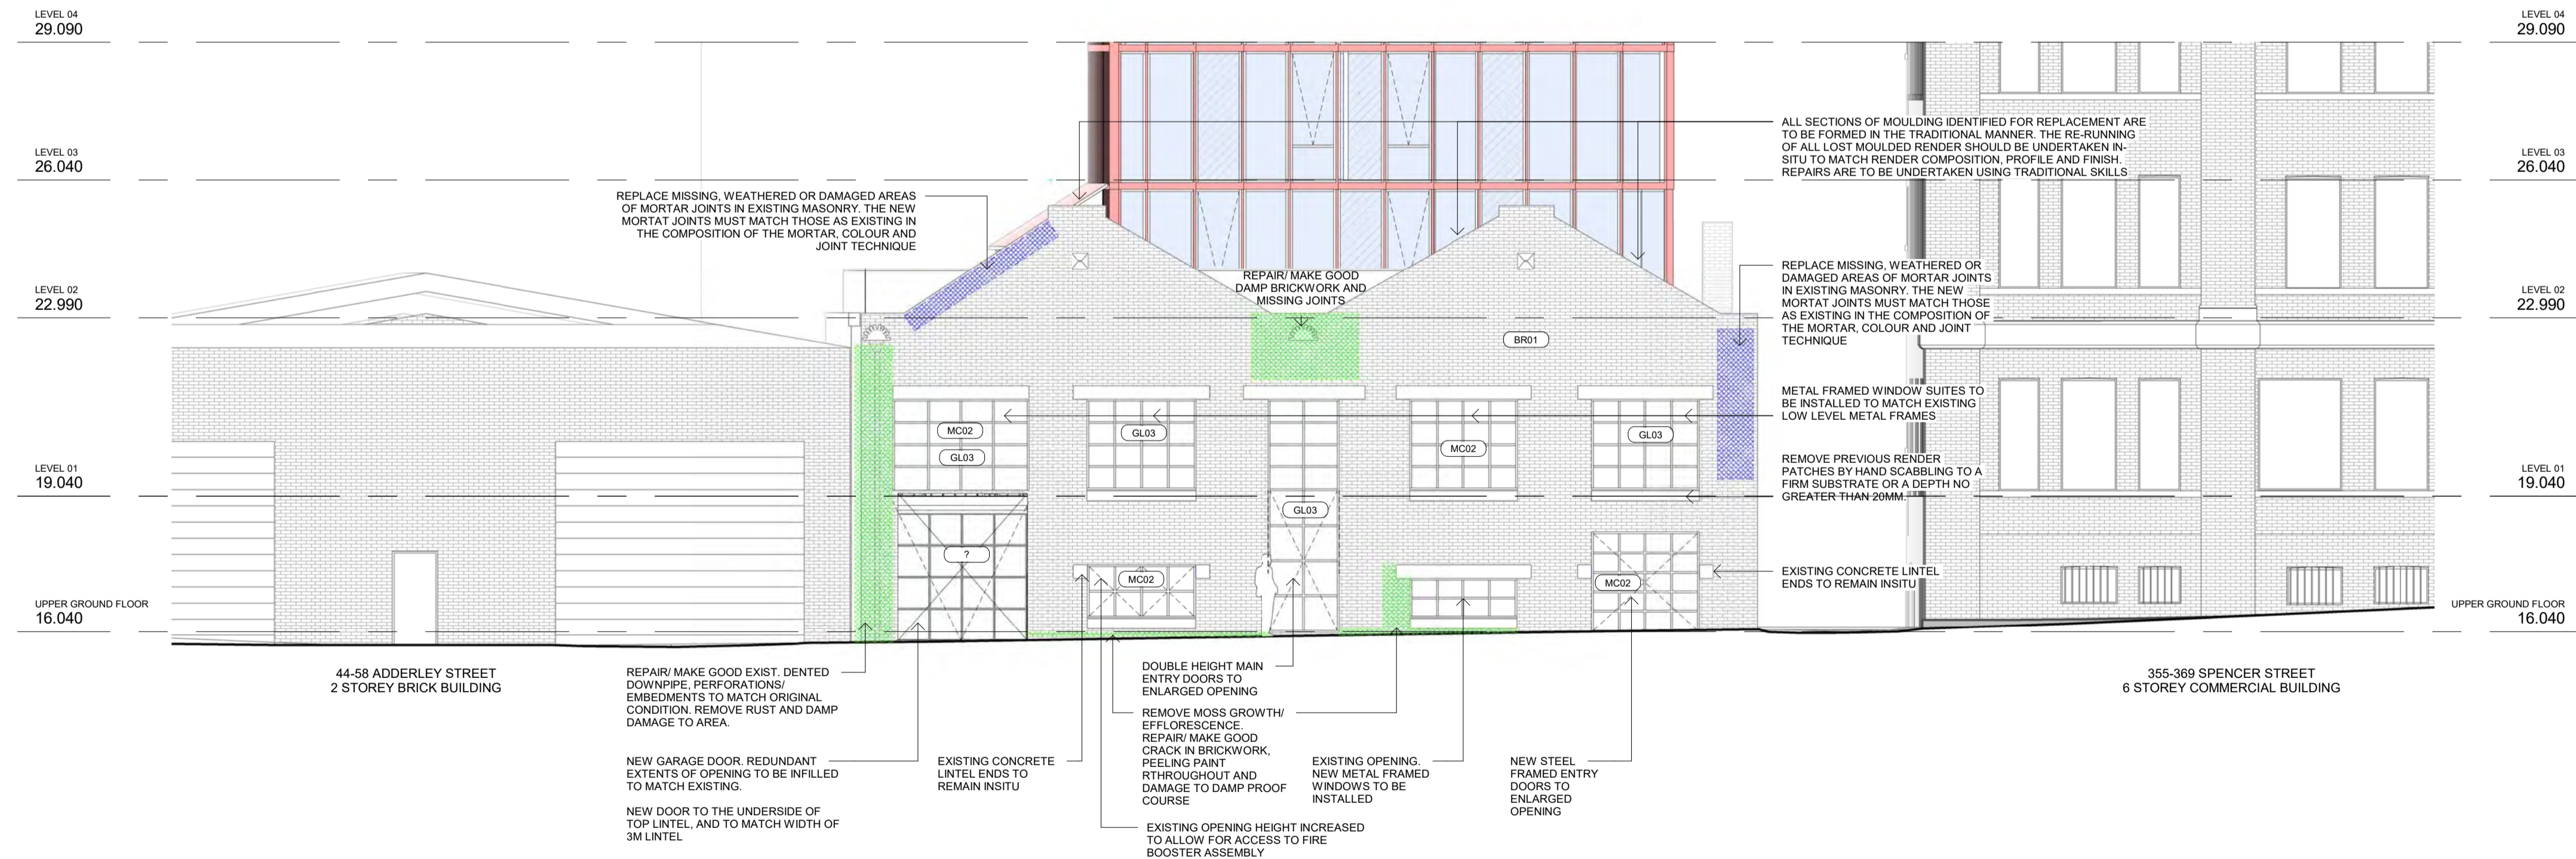 LEVEL 04
29.090
LEVEL 03
26.040
LEVEL 02
22.990
LEVEL 01
19.040
UPPER GROUND FLOOR
16.040
REPLACE MISSING, WEATHERED OR DAMAGED AREAS
OF MORTAR JOINTS IN EXISTING MASONRY. THE NEW
MORTAT JOINTS MUST MATCH THOSE AS EXISTING IN
THE COMPOSITION OF THE MORTAR, COLOUR AND
JOINT TECHNIQUE
REPAIR/ MAKE GOOD
DAMP BRICKWORK AND
MISSING JOINTS
BR01
MC02
GL03
GL03
MC02
GL03
GL03
?
MC02
MC02
ALL SECTIONS OF MOULDING IDENTIFIED FOR REPLACEMENT ARE
TO BE FORMED IN THE TRADITIONAL MANNER. THE RE-RUNNING
OF ALL LOST MOULDED RENDER SHOULD BE UNDERTAKEN IN-
SITU TO MATCH RENDER COMPOSITION, PROFILE AND FINISH.
REPAIRS ARE TO BE UNDERTAKEN USING TRADITIONAL SKILLS
REPLACE MISSING, WEATHERED OR
DAMAGED AREAS OF MORTAR JOINTS
IN EXISTING MASONRY. THE NEW
MORTAT JOINTS MUST MATCH THOSE
AS EXISTING IN THE COMPOSITION OF
THE MORTAR, COLOUR AND JOINT
TECHNIQUE
METAL FRAMED WINDOW SUITES TO
BE INSTALLED TO MATCH EXISTING
LOW LEVEL METAL FRAMES
REMOVE PREVIOUS RENDER
PATCHES BY HAND SCABBLING TO A
FIRM SUBSTRATE OR A DEPTH NO
GREATER THAN 20MM.
EXISTING CONCRETE LINTEL
ENDS TO REMAIN INSITU
LEVEL 04
29.090
LEVEL 03
26.040
LEVEL 02
22.990
LEVEL 01
19.040
UPPER GROUND FLOOR
16.040
44-58 ADDERLEY STREET
2 STOREY BRICK BUILDING
REPAIR/ MAKE GOOD EXIST. DENTED
DOWNPIPE, PERFORATIONS/
EMBEDMENTS TO MATCH ORIGINAL
CONDITION. REMOVE RUST AND DAMP
DAMAGE TO AREA.
NEW GARAGE DOOR. REDUNDANT
EXTENTS OF OPENING TO BE INFILLED
TO MATCH EXISTING.
NEW DOOR TO THE UNDERSIDE OF
TOP LINTEL, AND TO MATCH WIDTH OF
3M LINTEL
EXISTING CONCRETE
LINTEL ENDS TO
REMAIN INSITU
DOUBLE HEIGHT MAIN
ENTRY DOORS TO
ENLARGED OPENING
REMOVE MOSS GROWTH/
EFFLORESCENCE.
REPAIR/ MAKE GOOD
CRACK IN BRICKWORK,
PEELING PAINT
RTHROUGHOUT AND
DAMAGE TO DAMP PROOF
COURSE
EXISTING OPENING HEIGHT INCREASED
TO ALLOW FOR ACCESS TO FIRE
BOOSTER ASSEMBLY
EXISTING OPENING.
NEW METAL FRAMED
WINDOWS TO BE
INSTALLED
NEW STEEL
FRAMED ENTRY
DOORS TO
ENLARGED
OPENING
355-369 SPENCER STREET
6 STOREY COMMERCIAL BUILDING